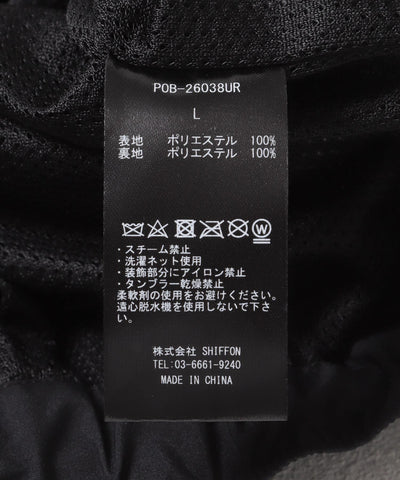 POB-26038UR
L
表地 ポリエステル 100%
裏地 ポリエステル 100%
・スチーム禁止
・洗濯ネット使用
・装飾部分にアイロン禁止
・タンブラー乾燥禁止
柔軟剤の使用をお避けください。
遠心脱水機を使用しないで下さ
い。
株式会社 SHIFFON
TEL:03-6661-9240
MADE IN CHINA